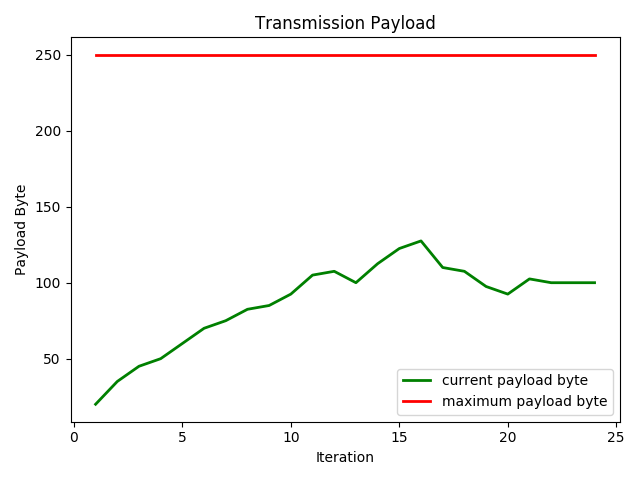 Transmission Payload
Payload Byte
250
200
150
100
50
current payload byte
maximum payload byte
0
5
10
15
20
25
Iteration